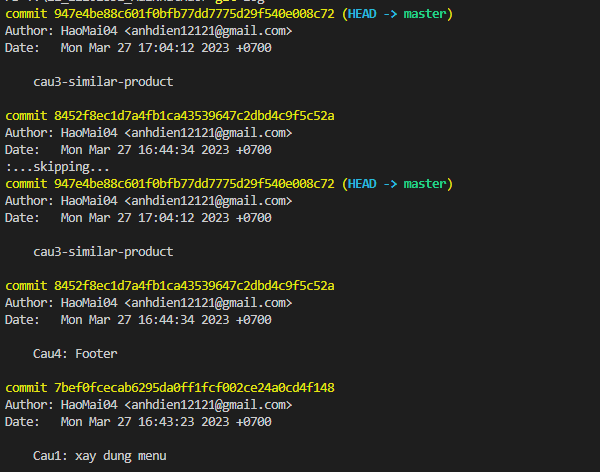 commit 947e4be88c601f0bfb77dd7775d29f540e008c72 (HEAD -> master)
Author: HaoMai04 <anhdien12121@gmail.com>
Date:   Mon Mar 27 17:04:12 2023 +0700
    cau3-similar-product
commit 8452f8ec1d7a4fb1ca43539647c2dbd4c9f5c52a
Author: HaoMai04 <anhdien12121@gmail.com>
Date:   Mon Mar 27 16:44:34 2023 +0700
:...skipping...
commit 947e4be88c601f0bfb77dd7775d29f540e008c72 (HEAD -> master)
Author: HaoMai04 <anhdien12121@gmail.com>
Date:   Mon Mar 27 17:04:12 2023 +0700
    cau3-similar-product
commit 8452f8ec1d7a4fb1ca43539647c2dbd4c9f5c52a
Author: HaoMai04 <anhdien12121@gmail.com>
Date:   Mon Mar 27 16:44:34 2023 +0700
    Cau4: Footer
commit 7bef0fcecab6295da0ff1fcf002ce24a0cd4f148
Author: HaoMai04 <anhdien12121@gmail.com>
Date:   Mon Mar 27 16:43:23 2023 +0700
    Cau1: xay dung menu